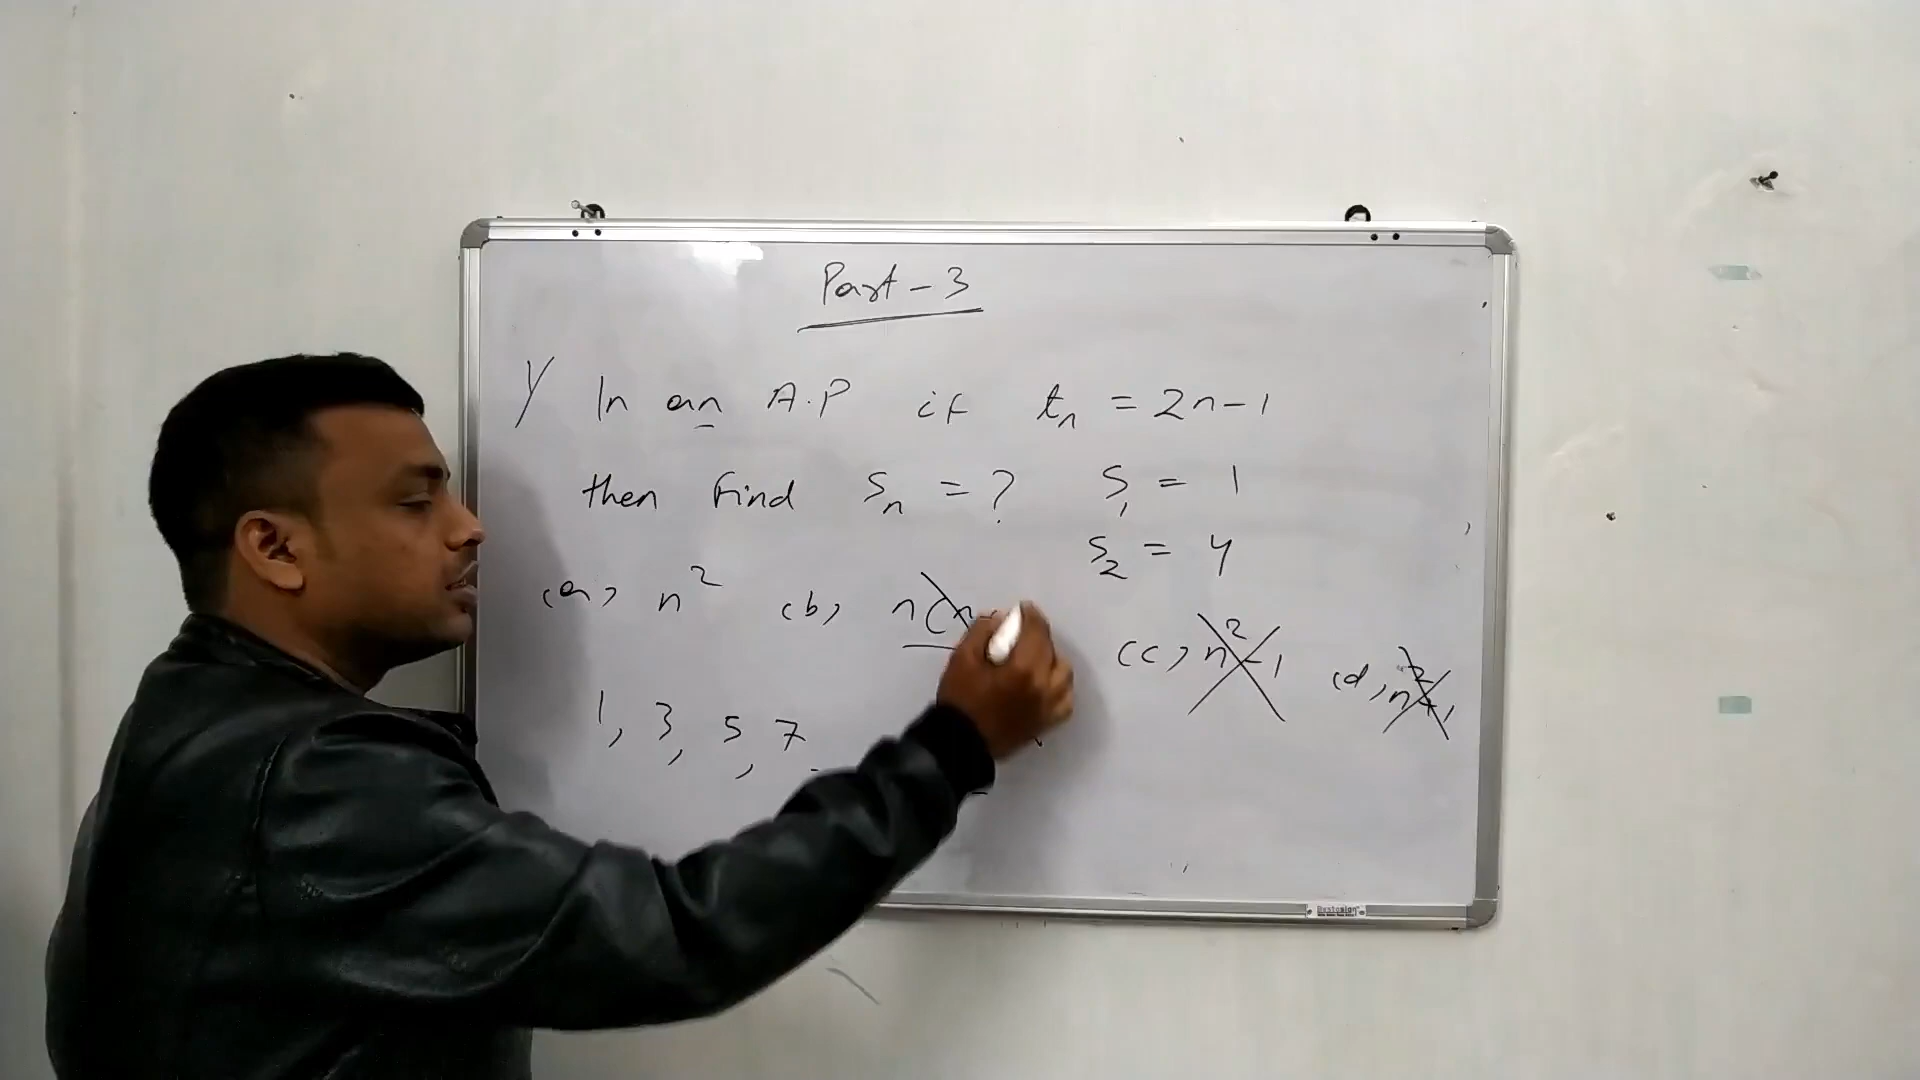 Part - 3
1) In an A.P if tn = 2n-1
then find Sn = ? S1 = 1
S2 = 4
(a) n² (b) n(n
(c) n²-1 (d) n²+1
1, 3, 5, 7